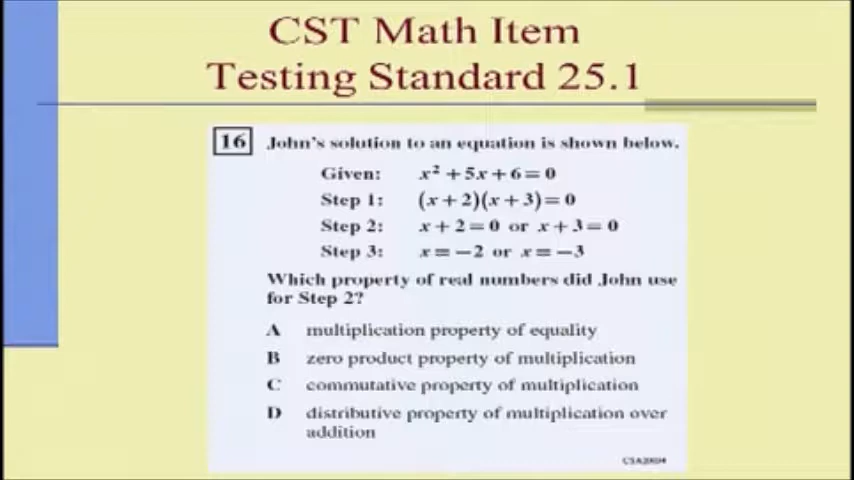 CST Math Item
Testing Standard 25.1
16 John's solution to an equation is shown below.
Given: x² + 5x + 6 = 0
Step 1: (x + 2)(x + 3) = 0
Step 2: x + 2 = 0 or x + 3 = 0
Step 3: x = −2 or x = −3
Which property of real numbers did John use
for Step 2?
A multiplication property of equality
B zero product property of multiplication
C commutative property of multiplication
D distributive property of multiplication over
addition